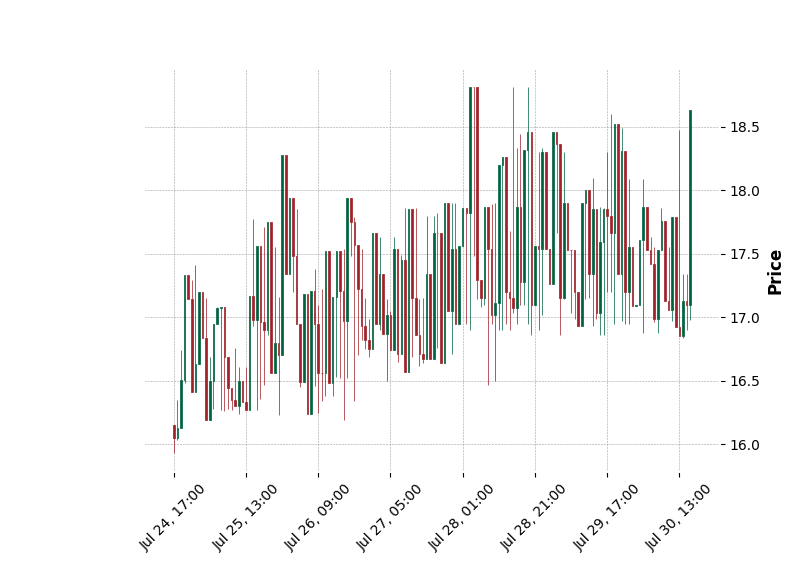 18.5
18.0
17.5
17.0
16.5
16.0
Price
Jul 24, 17:00
Jul 25, 13:00
Jul 26, 09:00
Jul 27, 05:00
Jul 28, 01:00
Jul 28, 21:00
Jul 29, 17:00
Jul 30, 13:00